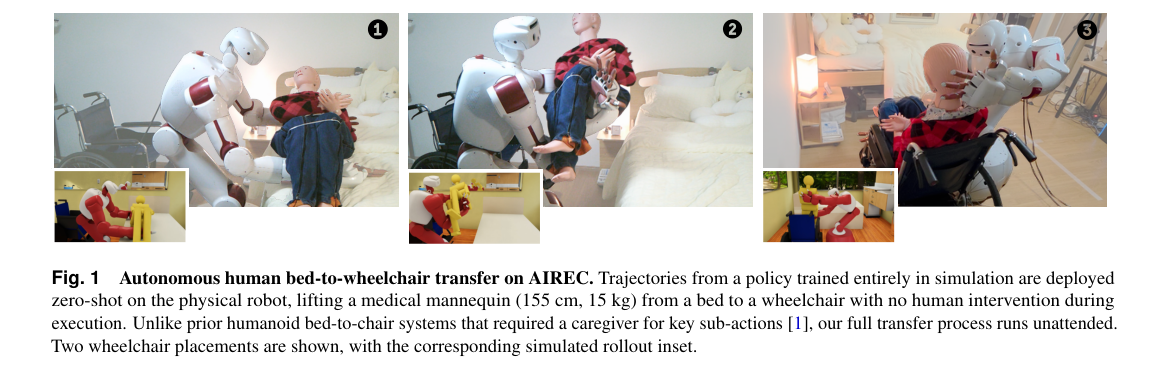 1
2
3
Fig. 1 Autonomous human bed-to-wheelchair transfer on AIREC. Trajectories from a policy trained entirely in simulation are deployed
zero-shot on the physical robot, lifting a medical mannequin (155 cm, 15 kg) from a bed to a wheelchair with no human intervention during
execution. Unlike prior humanoid bed-to-chair systems that required a caregiver for key sub-actions [1], our full transfer process runs unattended.
Two wheelchair placements are shown, with the corresponding simulated rollout inset.